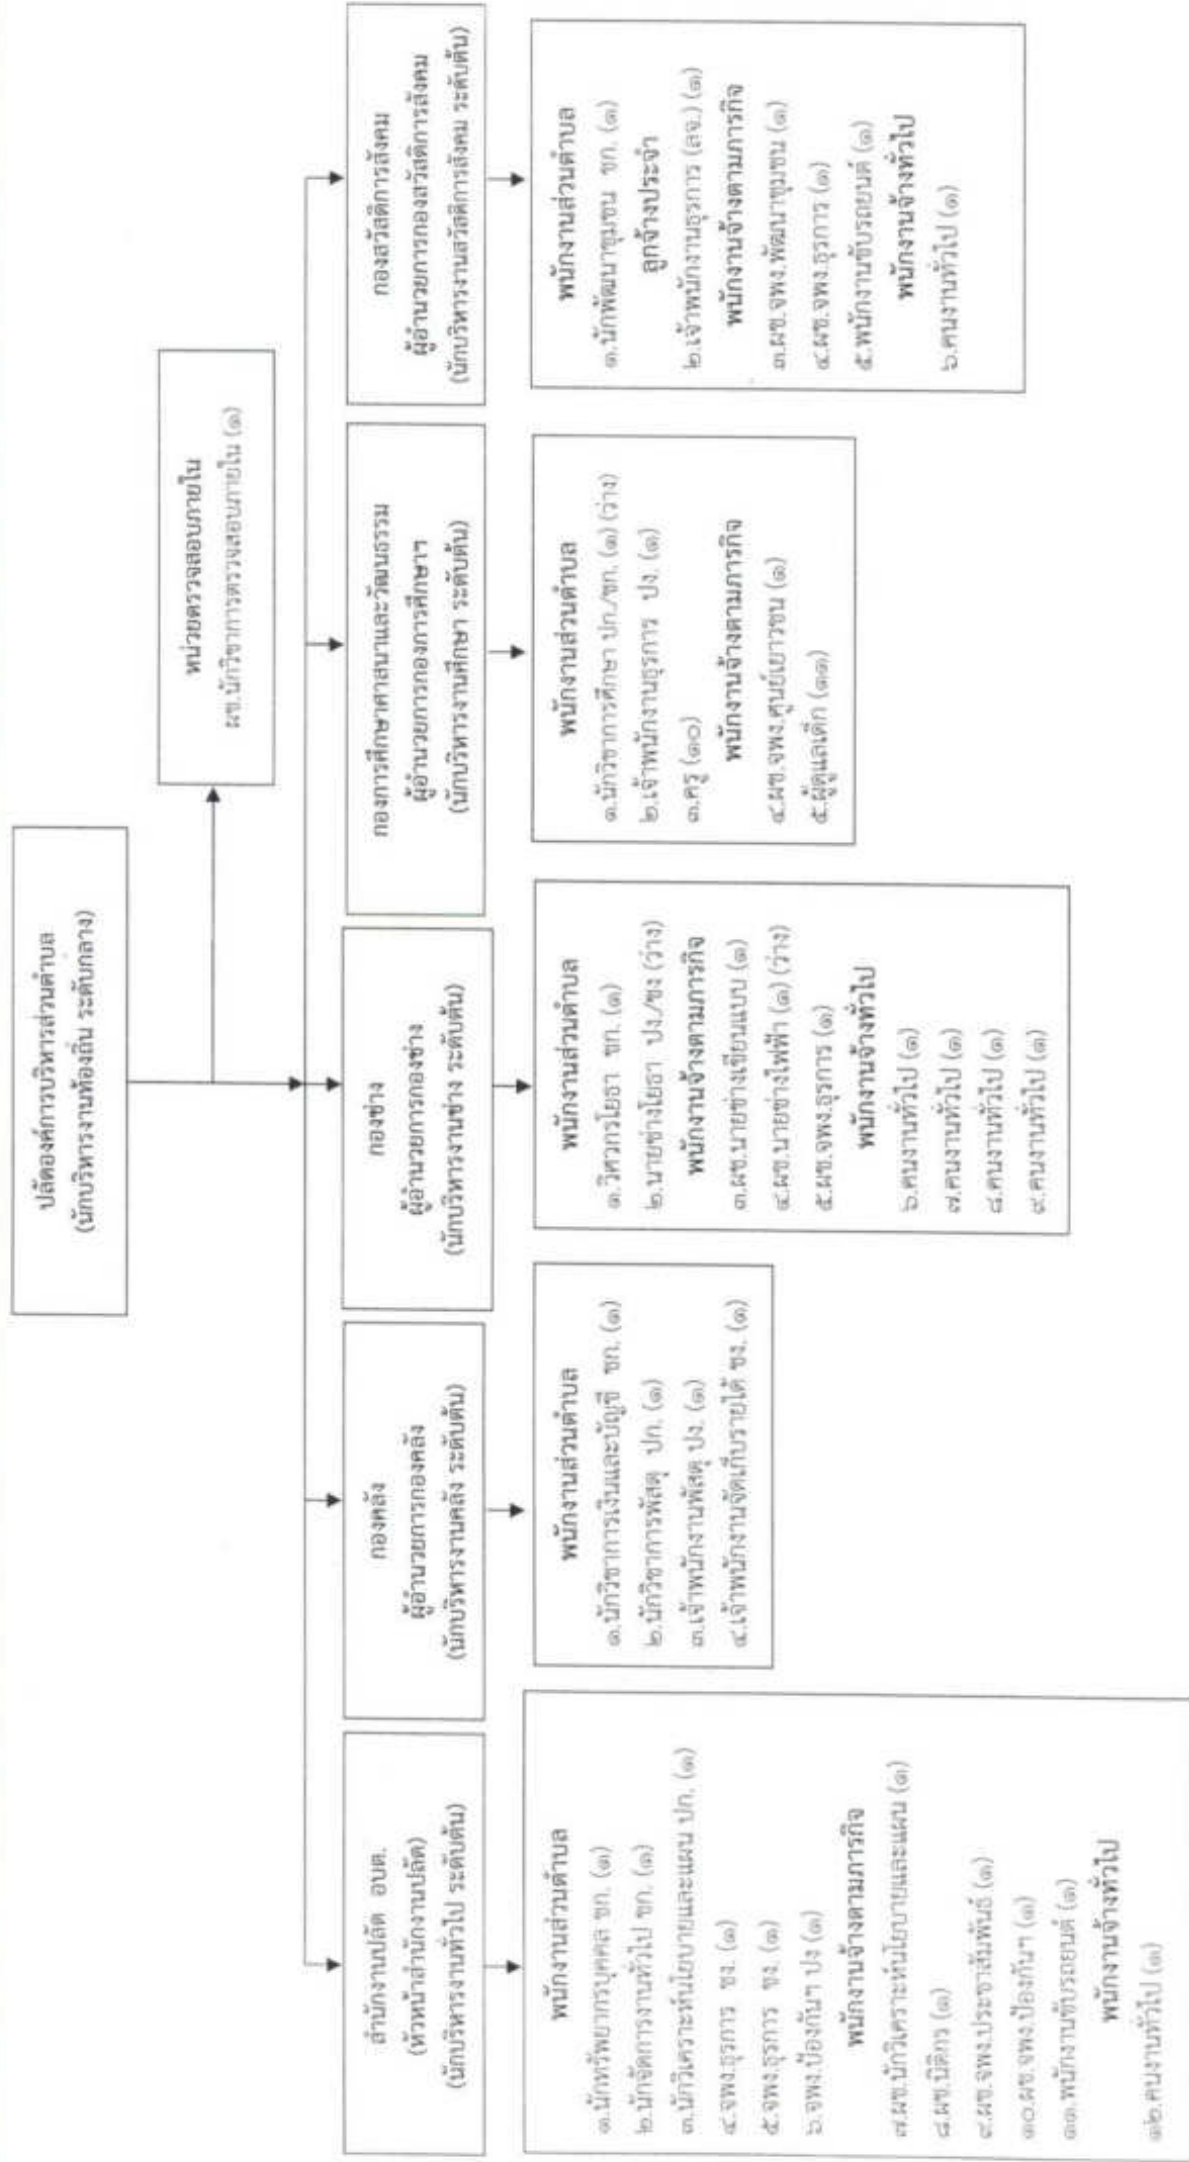 ปลัดองค์การบริหารส่วนตำบล
(นักบริหารงานท้องถิ่น ระดับกลาง)
หน่วยตรวจสอบภายใน
ผช.นักวิชาการตรวจสอบภายใน (๑)
สำนักงานปลัด อบต.
(หัวหน้าสำนักงานปลัด)
(นักบริหารงานทั่วไป ระดับต้น)
พนักงานส่วนตำบล
๑.นักทรัพยากรบุคคล ชก. (๑)
๒.นักจัดการงานทั่วไป ชก. (๑)
๓.นักวิเคราะห์นโยบายและแผน ปก. (๑)
๔.จพง.ธุรการ ชง. (๑)
๕.จพง.ธุรการ ชง. (๑)
๖.จพง.ป้องกันฯ ปง (๑)
พนักงานจ้างตามภารกิจ
๗.ผช.นักวิเคราะห์นโยบายและแผน (๑)
๘.ผช.นิติกร (๑)
๙.ผช.จพง.ประชาสัมพันธ์ (๑)
๑๐.ผช.จพง.ป้องกันฯ (๑)
๑๑.พนักงานขับรถยนต์ (๑)
พนักงานจ้างทั่วไป
๑๒.คนงานทั่วไป (๑)
กองคลัง
ผู้อำนวยการกองคลัง
(นักบริหารงานคลัง ระดับต้น)
พนักงานส่วนตำบล
๑.นักวิชาการเงินและบัญชี ชก. (๑)
๒.นักวิชาการพัสดุ ปก. (๑)
๓.เจ้าพนักงานพัสดุ ปง. (๑)
๔.เจ้าพนักงานจัดเก็บรายได้ ชง. (๑)
กองช่าง
ผู้อำนวยการกองช่าง
(นักบริหารงานช่าง ระดับต้น)
พนักงานส่วนตำบล
๑.วิศวกรโยธา ชก. (๑)
๒.นายช่างโยธา ปง/ชง (ว่าง)
พนักงานจ้างตามภารกิจ
๓.ผช.นายช่างเขียนแบบ (๑)
๔.ผช.นายช่างไฟฟ้า (๑) (ว่าง)
๕.ผช.จพง.ธุรการ (๑)
พนักงานจ้างทั่วไป
๖.คนงานทั่วไป (๑)
๗.คนงานทั่วไป (๑)
๘.คนงานทั่วไป (๑)
๙.คนงานทั่วไป (๑)
กองการศึกษาศาสนาและวัฒนธรรม
ผู้อำนวยการกองการศึกษาฯ
(นักบริหารงานศึกษา ระดับต้น)
พนักงานส่วนตำบล
๑.นักวิชาการศึกษา ปก./ชก. (๑) (ว่าง)
๒.เจ้าพนักงานธุรการ ปง. (๑)
๓.ครู (๑๐)
พนักงานจ้างตามภารกิจ
๔.ผช.จพง.ศูนย์เยาวชน (๑)
๕.ผู้ดูแลเด็ก (๑๑)
กองสวัสดิการสังคม
ผู้อำนวยการกองสวัสดิการสังคม
(นักบริหารงานสวัสดิการสังคม ระดับต้น)
พนักงานส่วนตำบล
๑.นักพัฒนาชุมชน ชก. (๑)
ลูกจ้างประจำ
๒.เจ้าพนักงานธุรการ (ลจ.) (๑)
พนักงานจ้างตามภารกิจ
๓.ผช.จพง.พัฒนาชุมชน (๑)
๔.ผช.จพง.ธุรการ (๑)
๕.พนักงานขับรถยนต์ (๑)
พนักงานจ้างทั่วไป
๖.คนงานทั่วไป (๑)